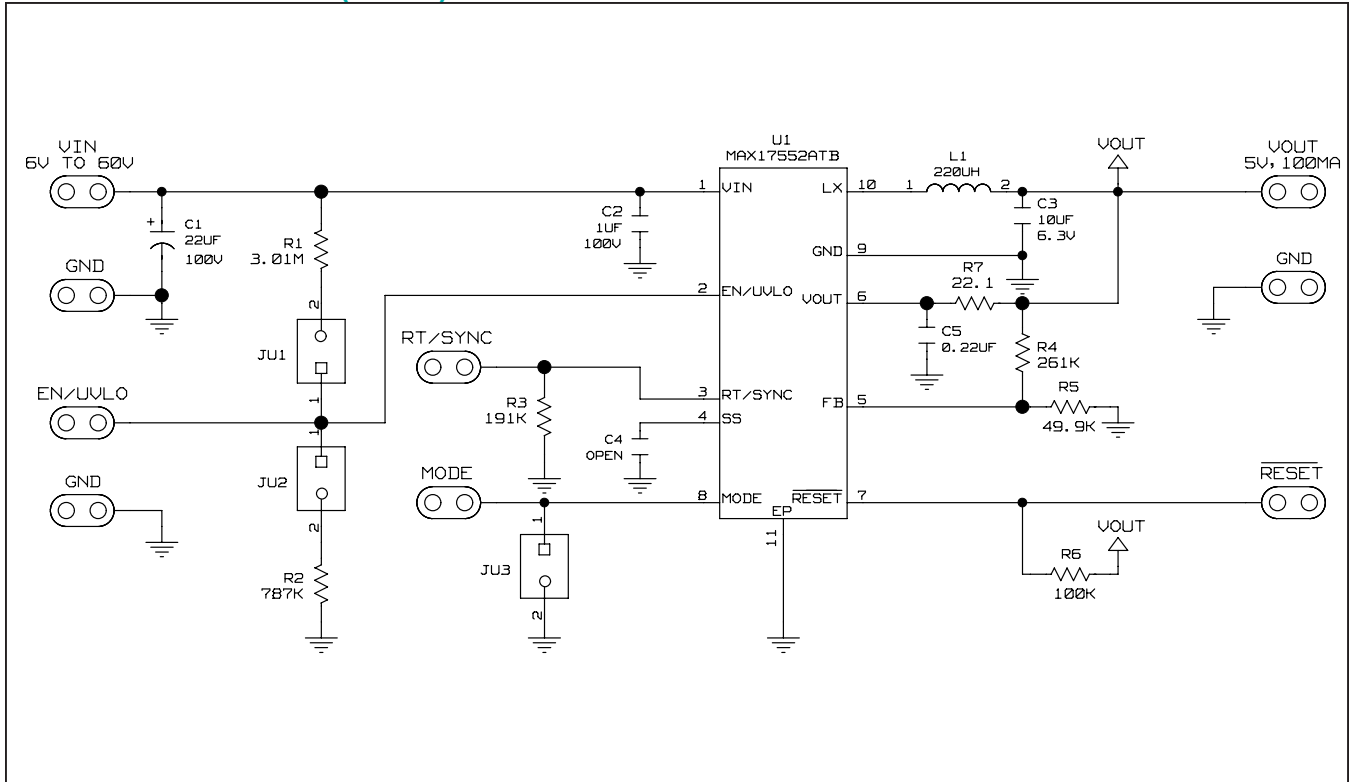 VIN
6V TO 60V
GND
EN/UVLO
GND
+
C1
22UF
100V
R1
3.01M
2
JU1
1
1
JU2
2
R2
787K
RT/SYNC
R3
191K
MODE
1
JU3
2
C2
1UF
100V
C4
OPEN
U1
MAX17552ATB
1 VIN
2 EN/UVLO
3 RT/SYNC
4 SS
8 MODE
LX 10
GND 9
VOUT 6
FB 5
RESET 7
EP
11
1 L1 2
220UH
C3
10UF
6.3V
R7
22.1
C5
0.22UF
R4
261K
R5
49.9K
VOUT
VOUT
5V, 100MA
GND
RESET
VOUT
R6
100K